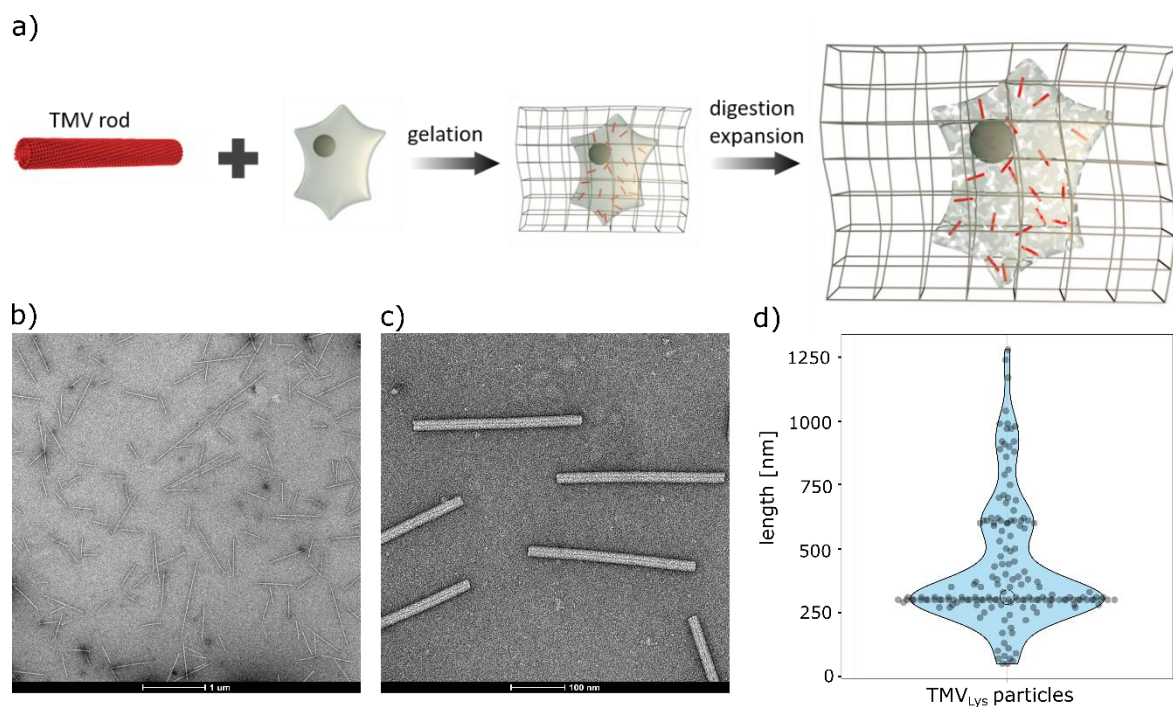 a)
TMV rod
gelation
digestion
expansion
b)
1 um
c)
100 nm
d)
length [nm]
1250
1000
750
500
250
0
TMVLys particles